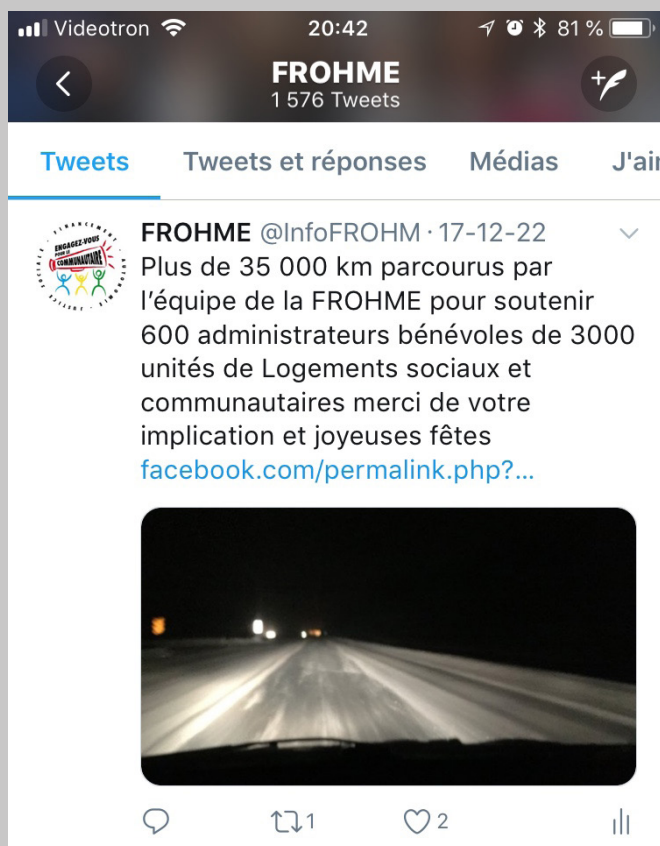 Videotron 20:42 81 %
FROHME
1 576 Tweets
Tweets Tweets et réponses Médias J'ai
FROHME @InfoFROHM · 17-12-22
ENGAGEZ-VOUS
POUR LE
COMMUNAUTAIRE
Plus de 35 000 km parcourus par
l'équipe de la FROHME pour soutenir
600 administrateurs bénévoles de 3000
unités de Logements sociaux et
communautaires merci de votre
implication et joyeuses fêtes
facebook.com/permalink.php?...
1 2